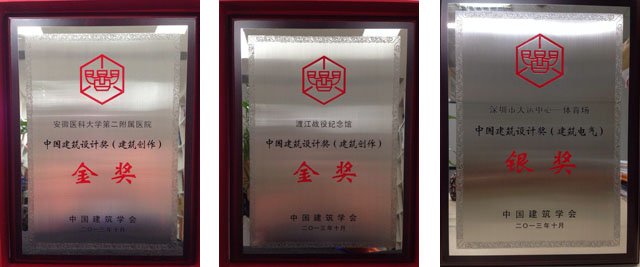 安徽医科大学第二附属医院
中国建筑设计奖（建筑创作）
金奖
中国建筑学会
二〇一三年十月
渡江战役纪念馆
中国建筑设计奖（建筑创作）
金奖
中国建筑学会
二〇一三年十月
深圳市大运中心—体育场
中国建筑设计奖（建筑电气）
银奖
中国建筑学会
二〇一三年十月